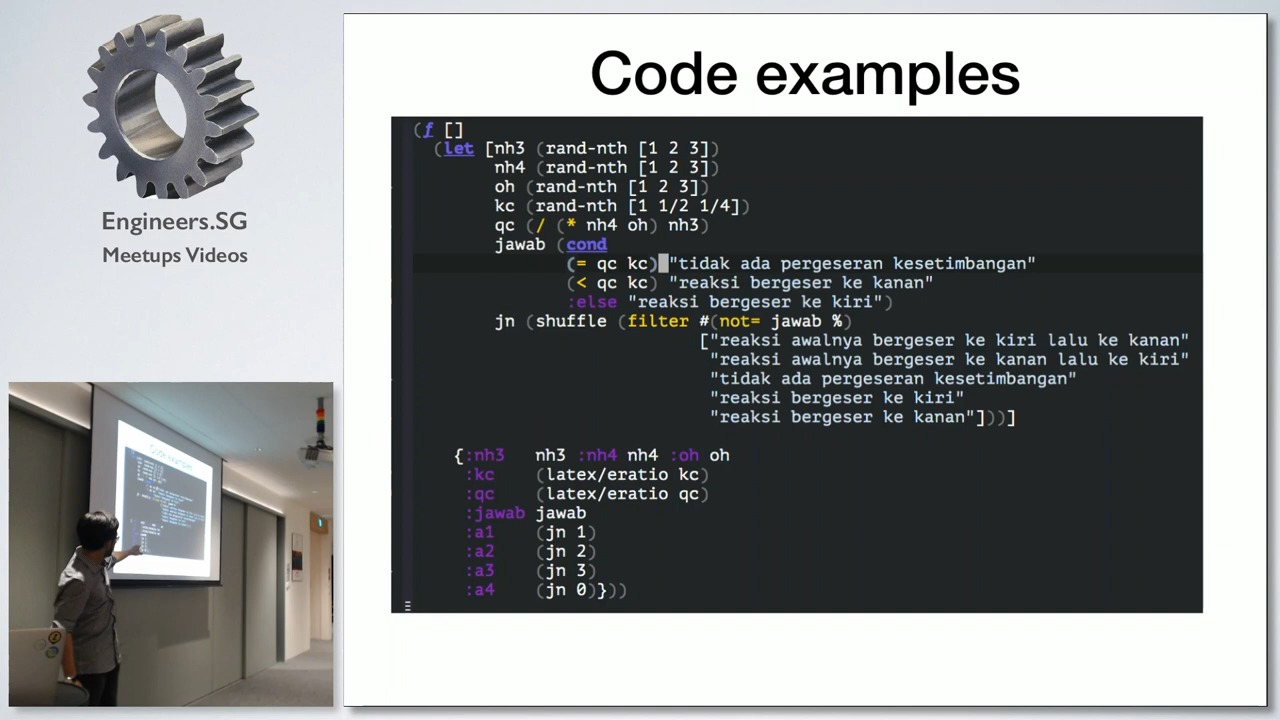 Engineers.SG
Meetups Videos
Code examples
(f []
(let [nh3 (rand-nth [1 2 3])
nh4 (rand-nth [1 2 3])
oh (rand-nth [1 2 3])
kc (rand-nth [1 1/2 1/4])
qc (/ (* nh4 oh) nh3)
jawab (cond
(= qc kc) "tidak ada pergeseran kesetimbangan"
(< qc kc) "reaksi bergeser ke kanan"
:else "reaksi bergeser ke kiri")
jn (shuffle (filter #(not= jawab %)
["reaksi awalnya bergeser ke kiri lalu ke kanan"
"reaksi awalnya bergeser ke kanan lalu ke kiri"
"tidak ada pergeseran kesetimbangan"
"reaksi bergeser ke kiri"
"reaksi bergeser ke kanan"]))]
{:nh3 nh3 :nh4 nh4 :oh oh
:kc (latex/eratio kc)
:qc (latex/eratio qc)
:jawab jawab
:a1 (jn 1)
:a2 (jn 2)
:a3 (jn 3)
:a4 (jn 0)}))
Code examples